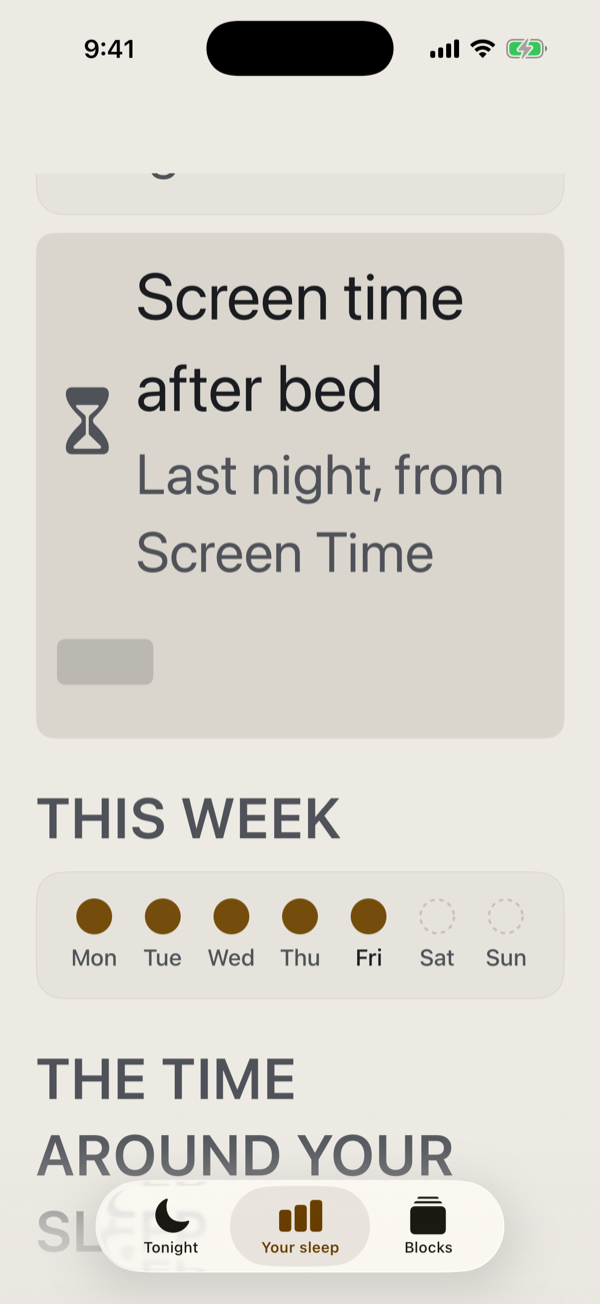 9:41
Screen time
after bed
Last night, from
Screen Time
THIS WEEK
Mon Tue Wed Thu Fri Sat Sun
THE TIME
AROUND YOUR
Tonight Your sleep Blocks